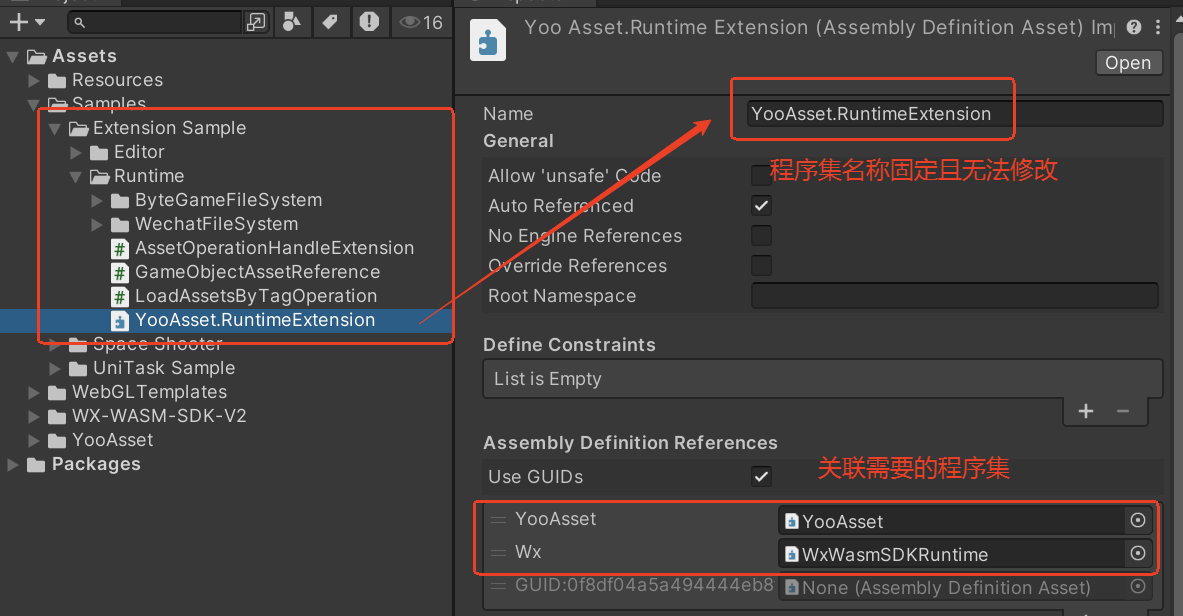 16
Assets
Resources
Samples
Extension Sample
Editor
Runtime
ByteGameFileSystem
WechatFileSystem
AssetOperationHandleExtension
GameObjectAssetReference
LoadAssetsByTagOperation
YooAsset.RuntimeExtension
Space Shooter
UniTask Sample
WebGLTemplates
WX-WASM-SDK-V2
YooAsset
Packages
Yoo Asset.Runtime Extension (Assembly Definition Asset) Im
Open
Name YooAsset.RuntimeExtension
General
Allow 'unsafe' Code
程序集名称固定且无法修改
Auto Referenced
No Engine References
Override References
Root Namespace
Define Constraints
List is Empty
Assembly Definition References
Use GUIDs
关联需要的程序集
YooAsset YooAsset
Wx WxWasmSDKRuntime
GUID:0f8df04a5a494444eb8 None (Assembly Definition Asset)